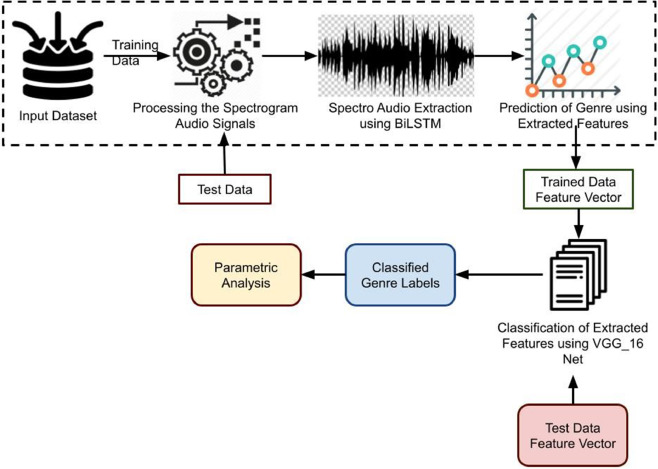 Training
Data
Input Dataset
Processing the Spectrogram
Audio Signals
Spectro Audio Extraction
using BiLSTM
Prediction of Genre using
Extracted Features
Test Data
Trained Data
Feature Vector
Parametric
Analysis
Classified
Genre Labels
Classification of Extracted
Features using VGG_16
Net
Test Data
Feature Vector